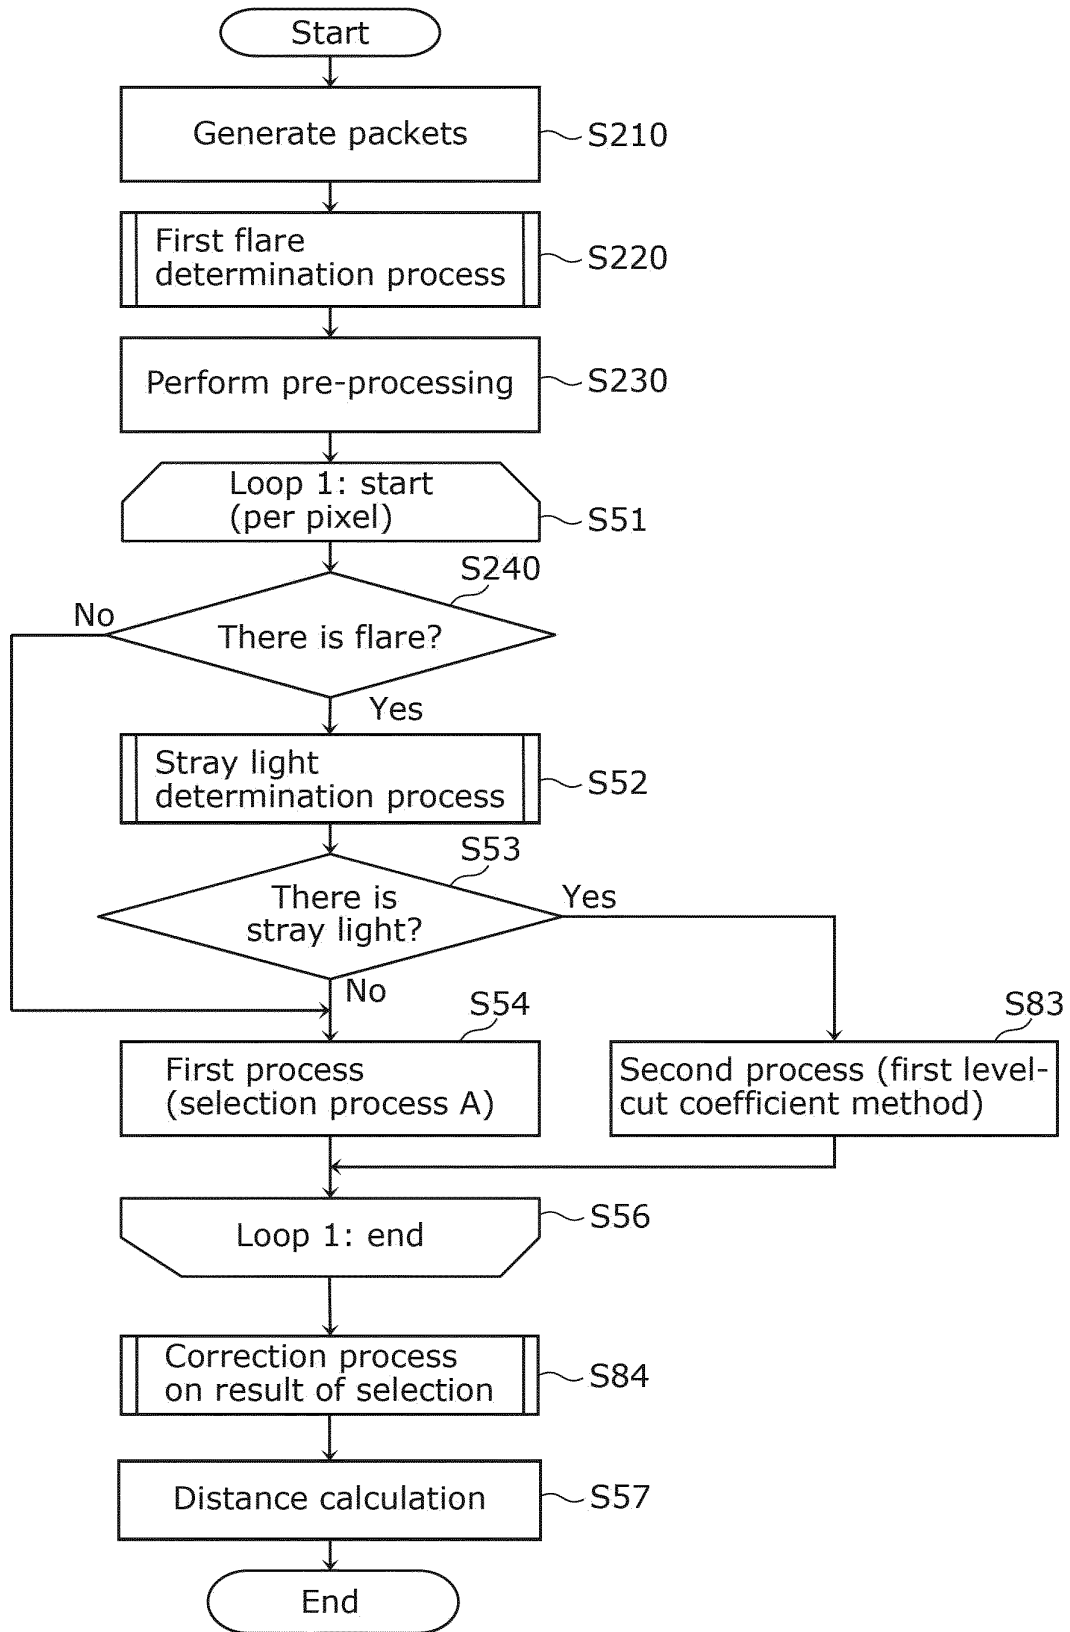 Start
Generate packets
S210
First flare
determination process
S220
Perform pre-processing
S230
Loop 1: start
(per pixel)
S51
S240
No
There is flare?
Yes
Stray light
determination process
S52
S53
There is
stray light?
Yes
No
S54
First process
(selection process A)
S83
Second process (first level-
cut coefficient method)
Loop 1: end
S56
Correction process
on result of selection
S84
Distance calculation
S57
End